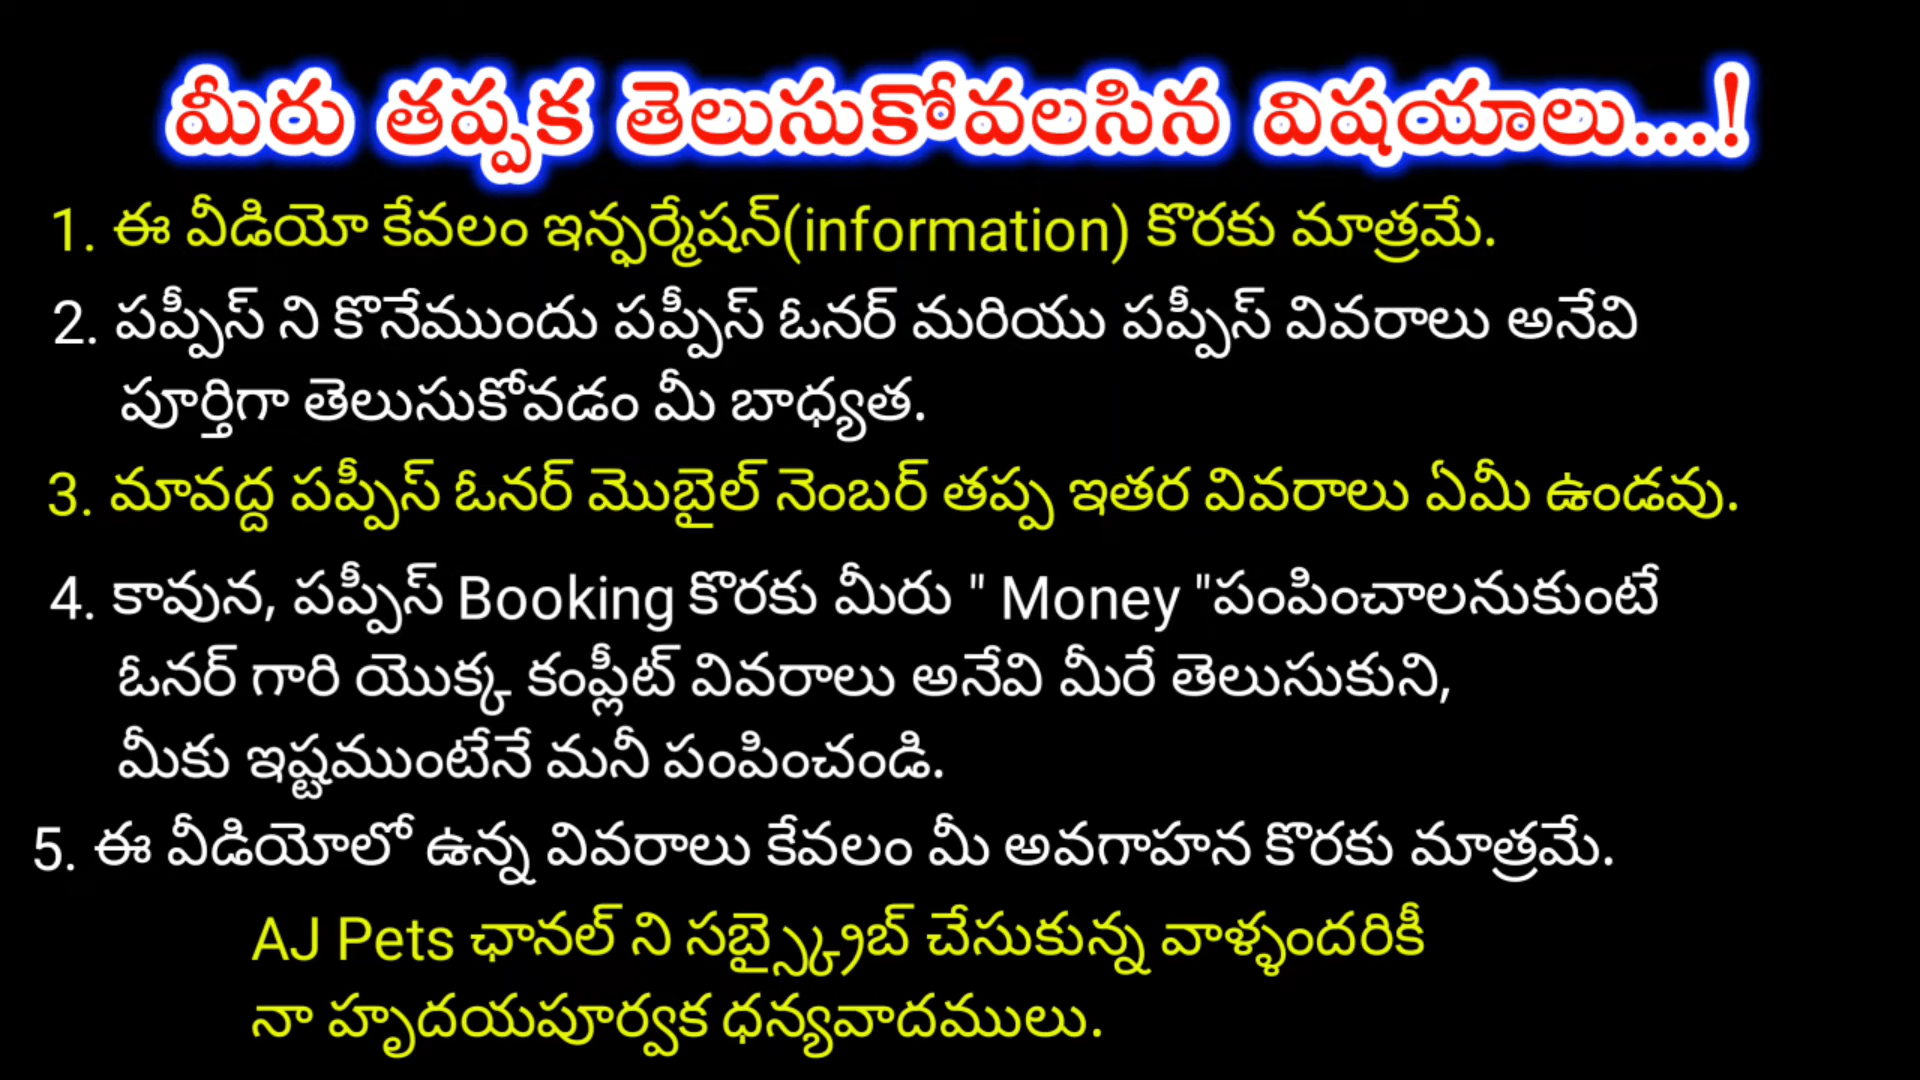 మీరు తప్పక తెలుసుకోవలసిన విషయాలు...!
1. ఈ వీడియో కేవలం ఇన్ఫర్మేషన్(information) కొరకు మాత్రమే.
2. పప్పీస్ ని కొనేముందు పప్పీస్ ఓనర్ మరియు పప్పీస్ వివరాలు అనేవి
పూర్తిగా తెలుసుకోవడం మీ బాధ్యత.
3. మావద్ద పప్పీస్ ఓనర్ మొబైల్ నెంబర్ తప్ప ఇతర వివరాలు ఏమీ ఉండవు.
4. కావున, పప్పీస్ Booking కొరకు మీరు " Money "పంపించాలనుకుంటే
ఓనర్ గారి యొక్క కంప్లీట్ వివరాలు అనేవి మీరే తెలుసుకుని,
మీకు ఇష్టముంటేనే మనీ పంపించండి.
5. ఈ వీడియోలో ఉన్న వివరాలు కేవలం మీ అవగాహన కొరకు మాత్రమే.
AJ Pets ఛానల్ ని సబ్స్క్రైబ్ చేసుకున్న వాళ్ళందరికీ
నా హృదయపూర్వక ధన్యవాదములు.